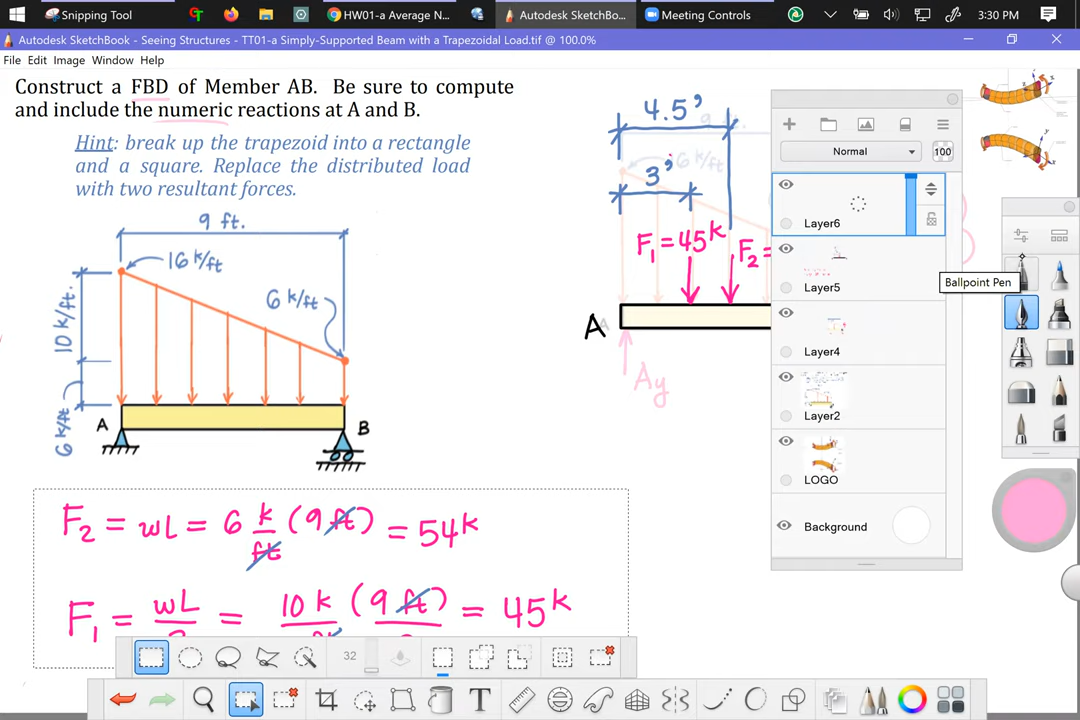 Snipping Tool
HW01-a Average N...
Autodesk SketchBo...
Meeting Controls
3:30 PM
Autodesk SketchBook - Seeing Structures - TT01-a Simply-Supported Beam with a Trapezoidal Load.tif @ 100.0%
File Edit Image Window Help
Construct a FBD of Member AB. Be sure to compute
and include the numeric reactions at A and B.
Hint: break up the trapezoid into a rectangle
and a square. Replace the distributed load
with two resultant forces.
9 ft.
16 k/ft
6 k/ft
10 k/ft.
6 k/ft
A
B
4.5'
9 ft.
6 k/ft
3'
F1 = 45k
F2 =
A
A
Ay
F2 = wL = 6 k/ft (9 ft) = 54k
F1 = wL = 10 k (9 ft) = 45k
Normal
100
Layer6
Layer5
Layer4
Layer2
LOGO
Background
Ballpoint Pen
32